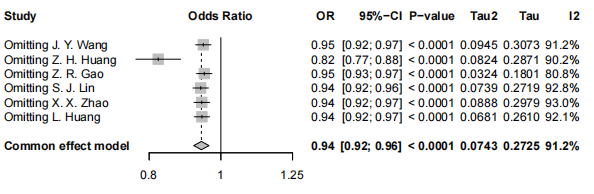 Study Odds Ratio OR 95%-CI P-value Tau2 Tau I2
Omitting J. Y. Wang 0.95 [0.92; 0.97] < 0.0001 0.0945 0.3073 91.2%
Omitting Z. H. Huang 0.82 [0.77; 0.88] < 0.0001 0.0824 0.2871 90.2%
Omitting Z. R. Gao 0.95 [0.93; 0.97] < 0.0001 0.0324 0.1801 80.8%
Omitting S. J. Lin 0.94 [0.92; 0.96] < 0.0001 0.0739 0.2719 92.8%
Omitting X. X. Zhao 0.94 [0.92; 0.97] < 0.0001 0.0888 0.2979 93.0%
Omitting L. Huang 0.94 [0.92; 0.97] < 0.0001 0.0681 0.2610 92.1%
Common effect model 0.94 [0.92; 0.96] < 0.0001 0.0743 0.2725 91.2%
0.8 1 1.25